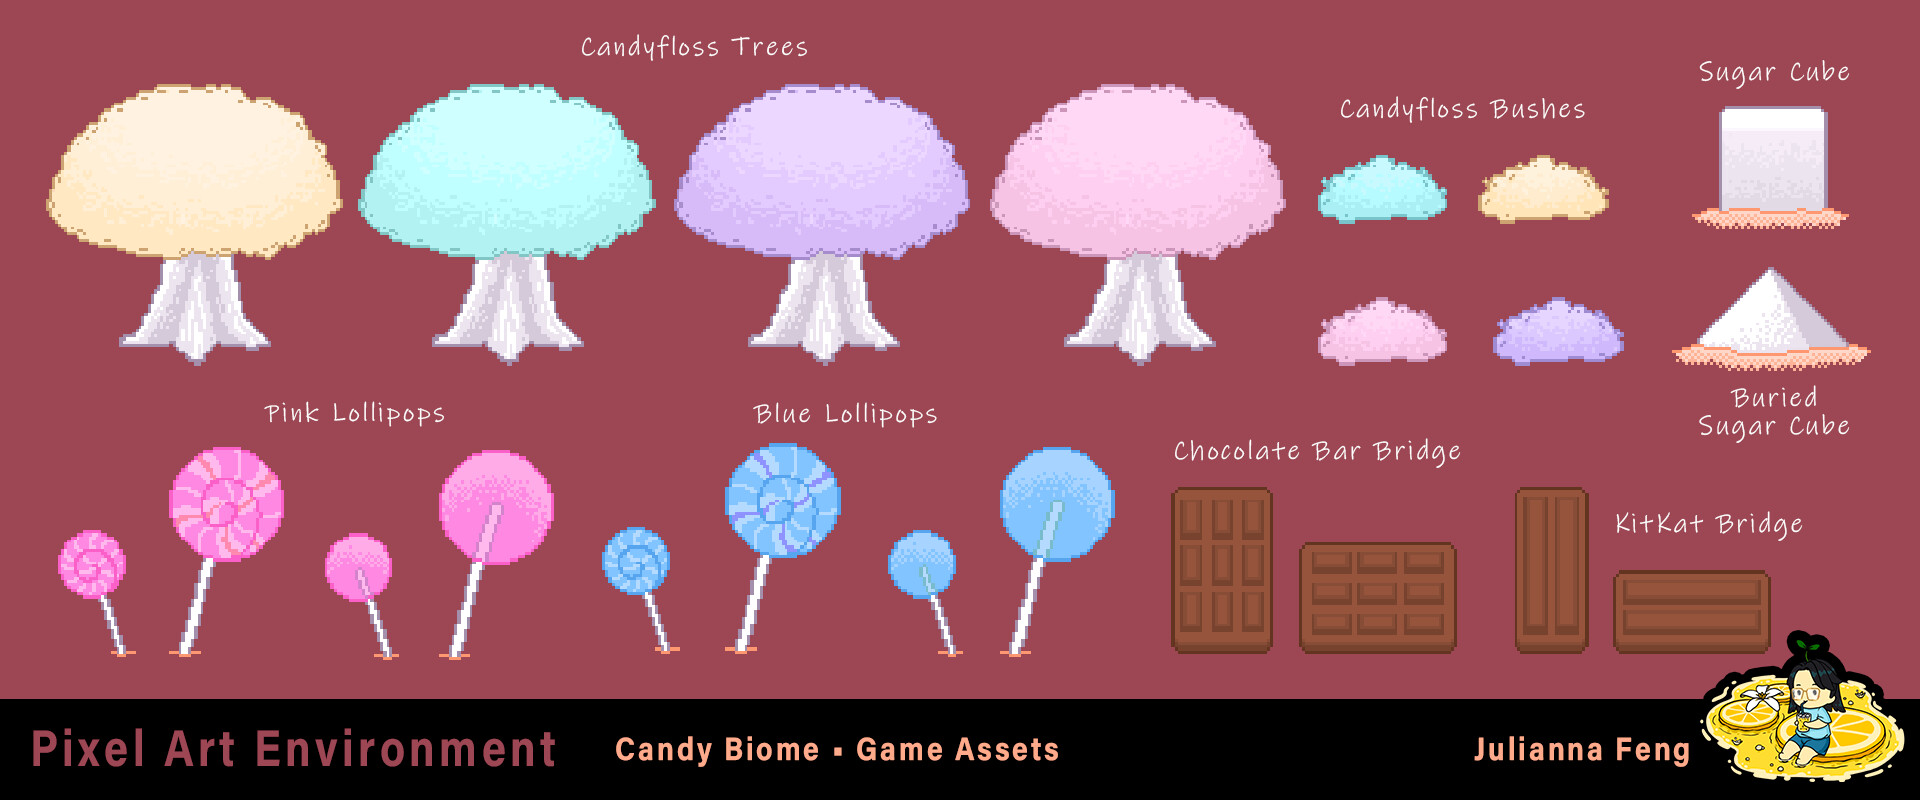 Candyfloss Trees
Candyfloss Bushes
Sugar Cube
Buried
Sugar Cube
Pink Lollipops
Blue Lollipops
Chocolate Bar Bridge
KitKat Bridge
Pixel Art Environment
Candy Biome ▪ Game Assets
Julianna Feng